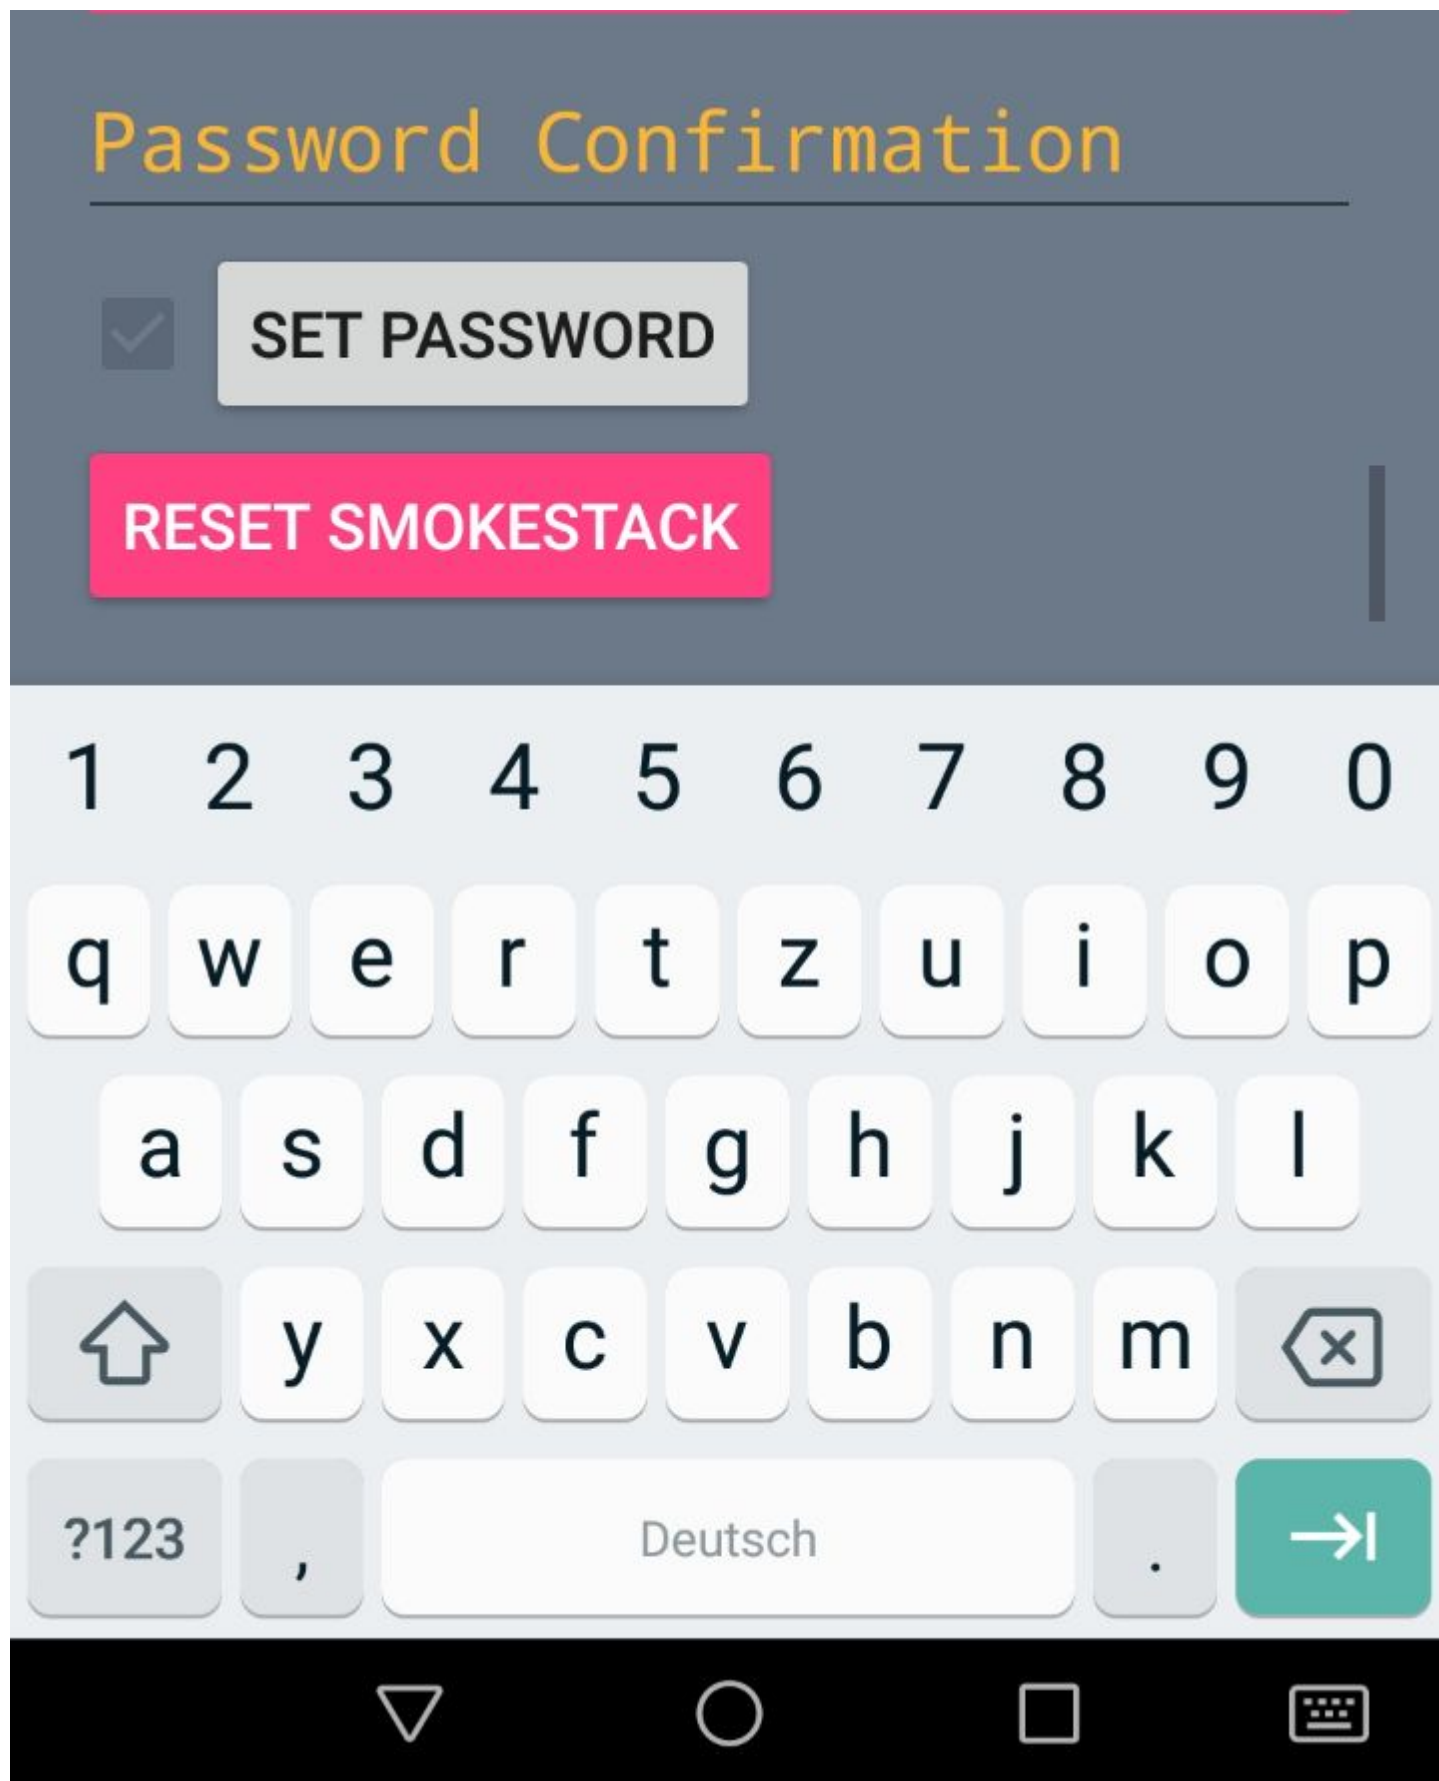 Password Confirmation
SET PASSWORD
RESET SMOKESTACK
1 2 3 4 5 6 7 8 9 0
q w e r t z u i o p
a s d f g h j k l
y x c v b n m
?123 , Deutsch .